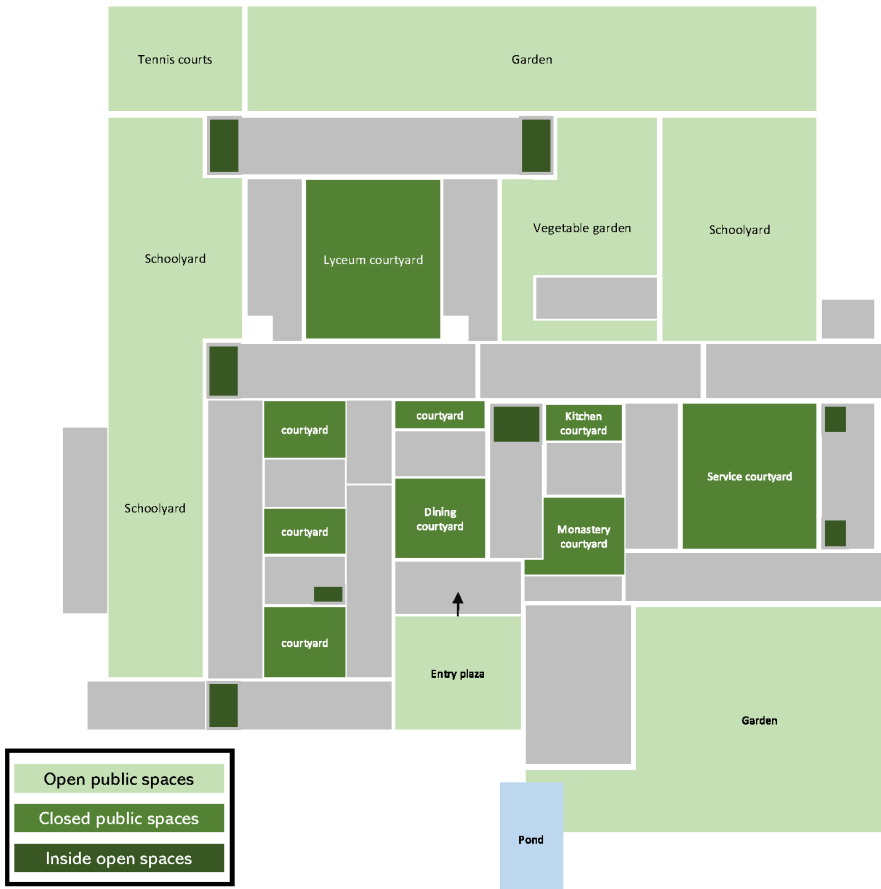 Tennis courts
Garden
Schoolyard
Lyceum courtyard
Vegetable garden
Schoolyard
courtyard
courtyard
Kitchen
courtyard
Service courtyard
Schoolyard
Dining
courtyard
courtyard
Monastery
courtyard
courtyard
Entry plaza
Garden
Open public spaces
Closed public spaces
Inside open spaces
Pond